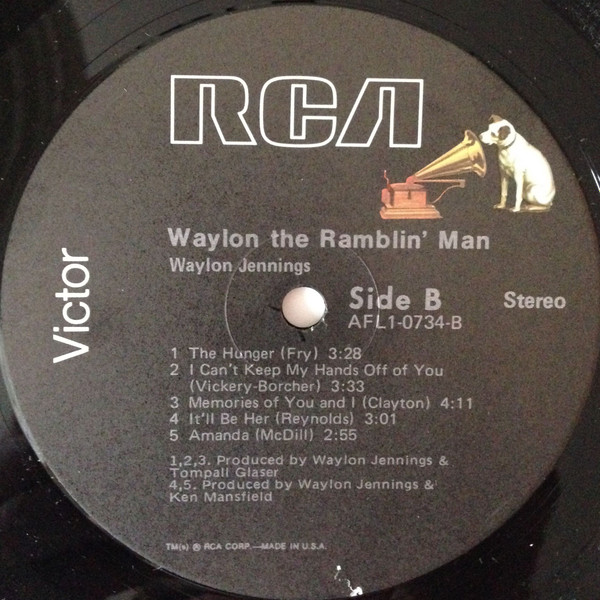 RCA
Victor
Waylon the Ramblin' Man
Waylon Jennings
Side B
Stereo
AFL1-0734-B
1 The Hunger (Fry) 3:28
2 I Can't Keep My Hands Off of You
(Vickery-Borcher) 3:33
3 Memories of You and I (Clayton) 4:11
4 It'll Be Her (Reynolds) 3:01
5 Amanda (McDill) 2:55
1,2,3. Produced by Waylon Jennings &
Tompall Glaser
4,5. Produced by Waylon Jennings &
Ken Mansfield
TM(s) ® RCA CORP.—MADE IN U.S.A.